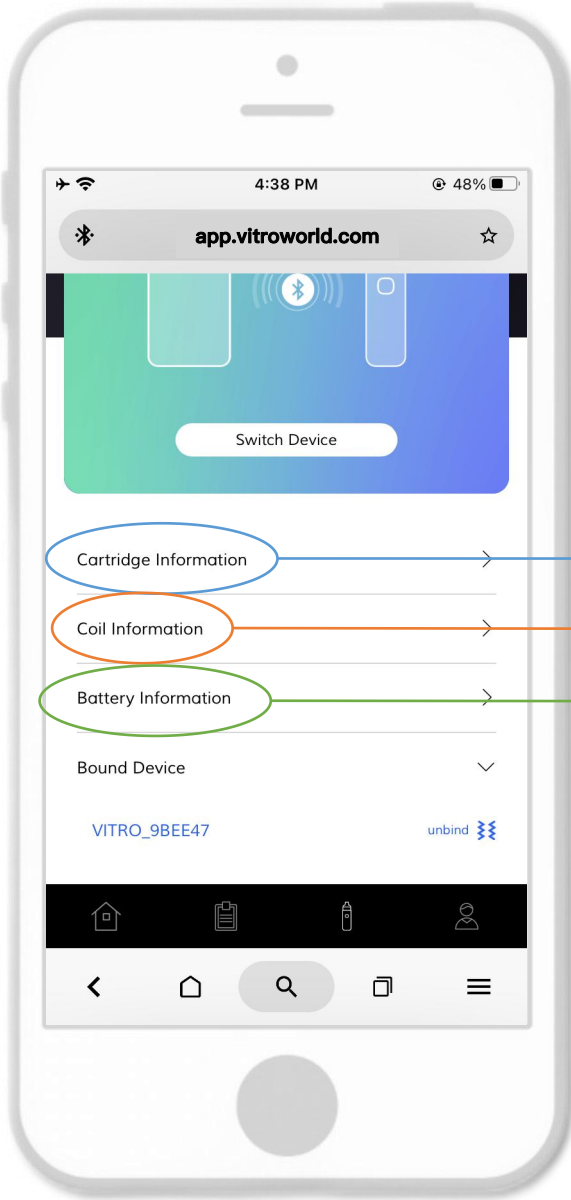 4:38 PM
48%
app.vitroworld.com
Switch Device
Cartridge Information
Coil Information
Battery Information
Bound Device
VITRO_9BEE47
unbind